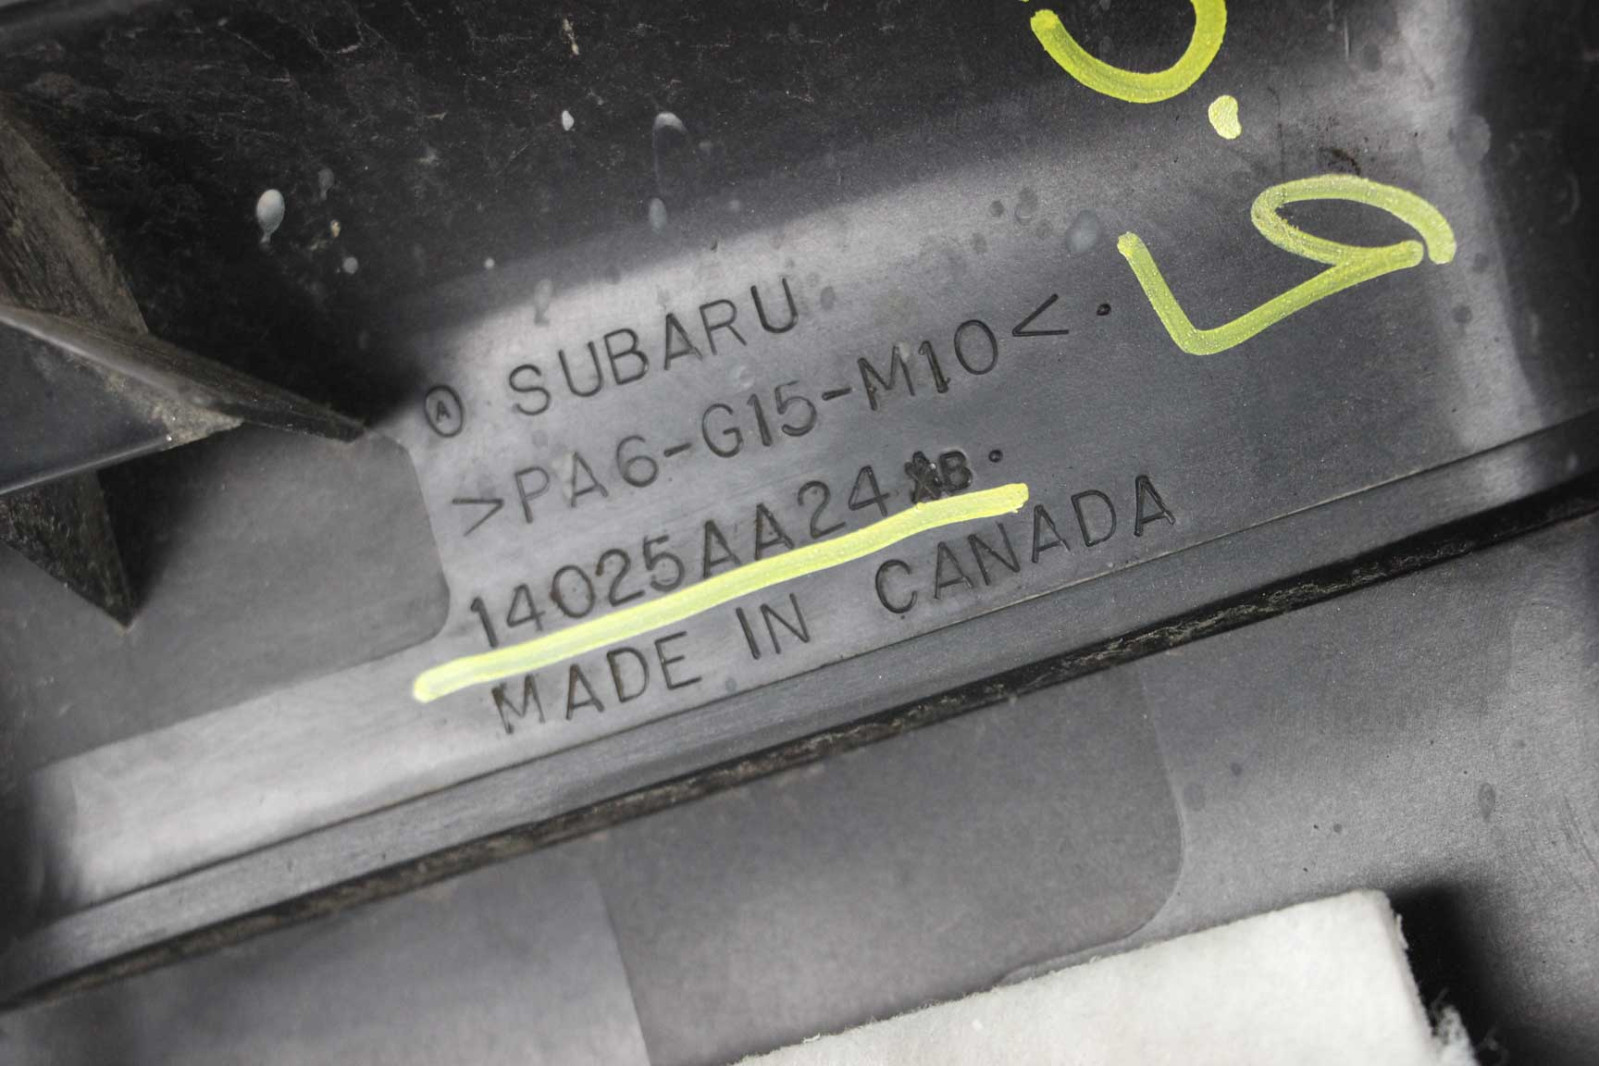 Ⓐ SUBARU
>PA6-G15-M10<.
14025AA24 B.
MADE IN CANADA